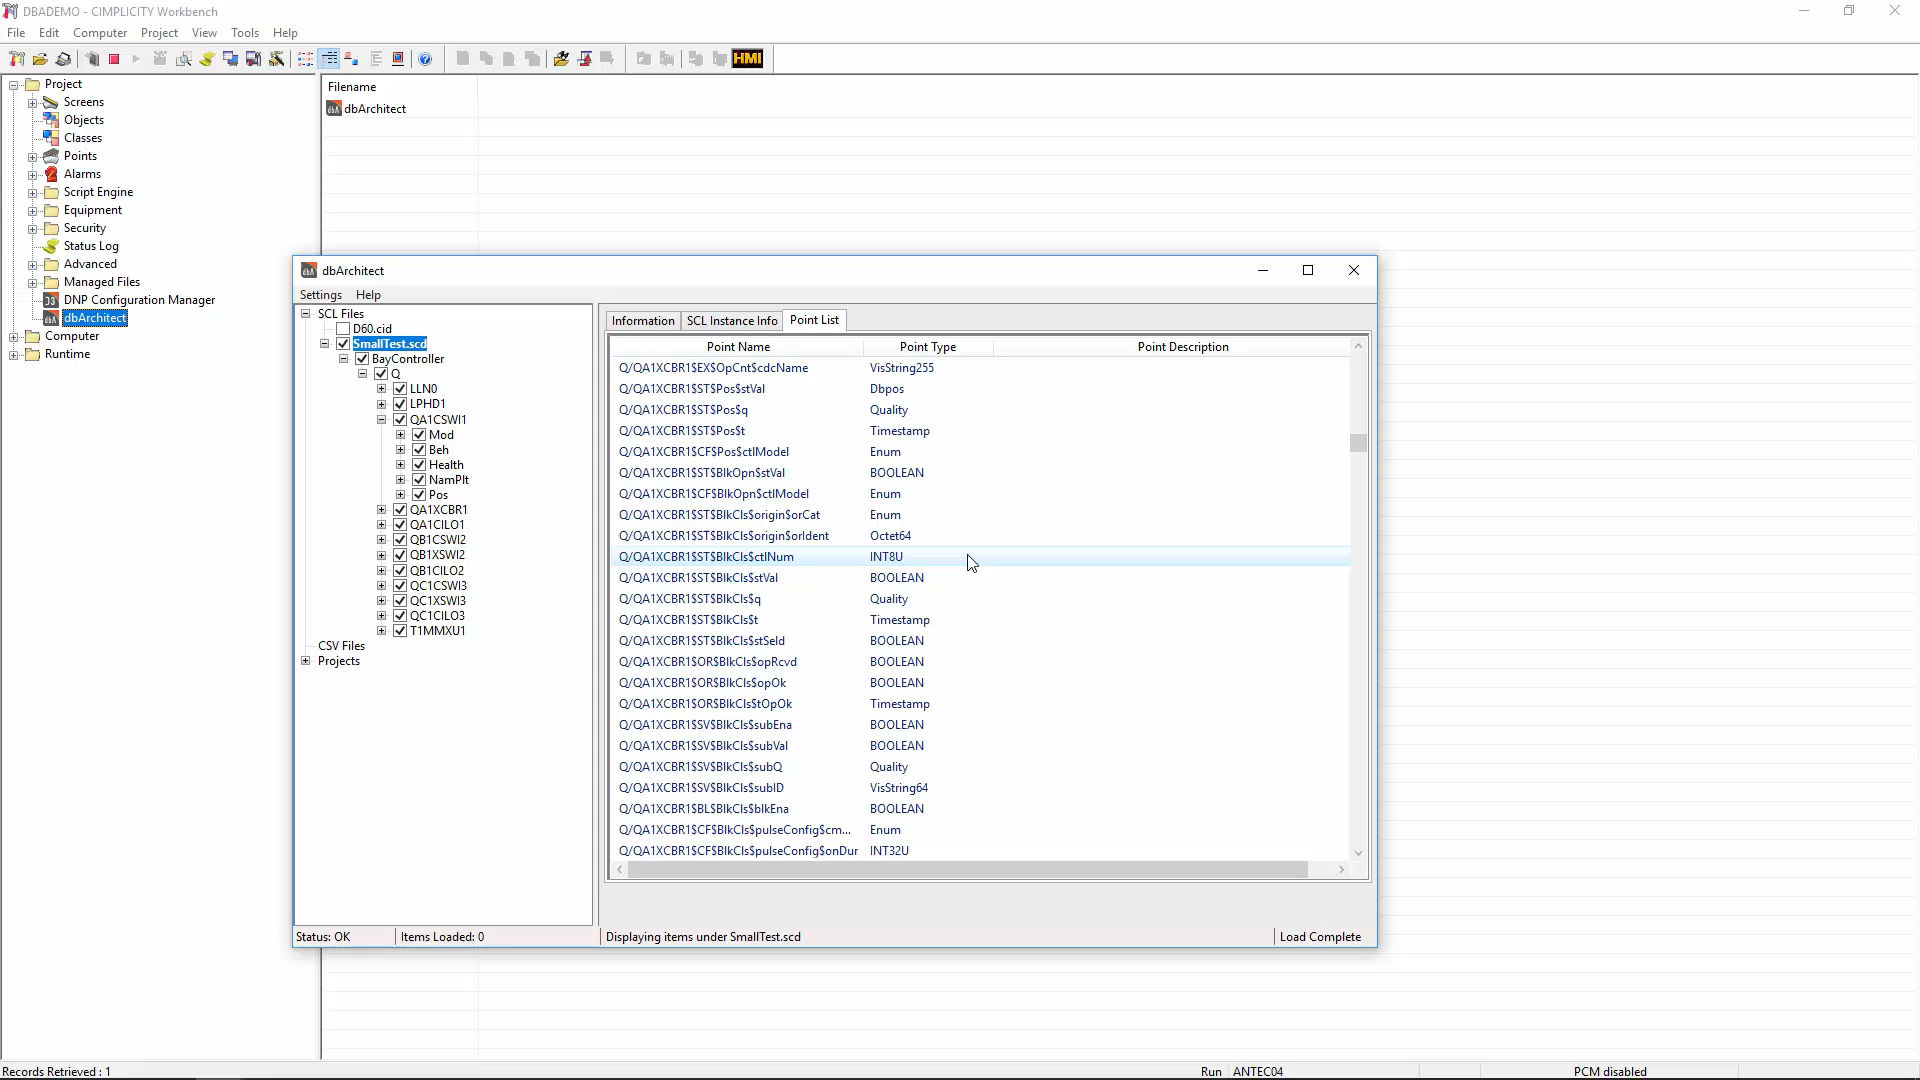 DBADEMO - CIMPLICITY Workbench
File Edit Computer Project View Tools Help
HMI
Project
Screens
Objects
Classes
Points
Alarms
Script Engine
Equipment
Security
Status Log
Advanced
Managed Files
DNP Configuration Manager
dbArchitect
Computer
Runtime
Filename
dbArchitect
dbArchitect
Settings Help
SCL Files
D60.cid
SmallTest.scd
BayController
Q
LLN0
LPHD1
QA1CSWI1
Mod
Beh
Health
NamPlt
Pos
QA1XCBR1
QA1CILO1
QB1CSWI2
QB1XSWI2
QB1CILO2
QC1CSWI3
QC1XSWI3
QC1CILO3
T1MMXU1
CSV Files
Projects
Information SCL Instance Info Point List
Point Name Point Type Point Description
Q/QA1XCBR1$EX$OpCnt$cdcName VisString255
Q/QA1XCBR1$ST$Pos$stVal Dbpos
Q/QA1XCBR1$ST$Pos$q Quality
Q/QA1XCBR1$ST$Pos$t Timestamp
Q/QA1XCBR1$CF$Pos$ctlModel Enum
Q/QA1XCBR1$ST$BlkOpn$stVal BOOLEAN
Q/QA1XCBR1$CF$BlkOpn$ctlModel Enum
Q/QA1XCBR1$ST$BlkCls$origin$orCat Enum
Q/QA1XCBR1$ST$BlkCls$origin$orIdent Octet64
Q/QA1XCBR1$ST$BlkCls$ctlNum INT8U
Q/QA1XCBR1$ST$BlkCls$stVal BOOLEAN
Q/QA1XCBR1$ST$BlkCls$q Quality
Q/QA1XCBR1$ST$BlkCls$t Timestamp
Q/QA1XCBR1$ST$BlkCls$stSeld BOOLEAN
Q/QA1XCBR1$OR$BlkCls$opRcvd BOOLEAN
Q/QA1XCBR1$OR$BlkCls$opOk BOOLEAN
Q/QA1XCBR1$OR$BlkCls$tOpOk Timestamp
Q/QA1XCBR1$SV$BlkCls$subEna BOOLEAN
Q/QA1XCBR1$SV$BlkCls$subVal BOOLEAN
Q/QA1XCBR1$SV$BlkCls$subQ Quality
Q/QA1XCBR1$SV$BlkCls$subID VisString64
Q/QA1XCBR1$BL$BlkCls$blkEna BOOLEAN
Q/QA1XCBR1$CF$BlkCls$pulseConfig$cm... Enum
Q/QA1XCBR1$CF$BlkCls$pulseConfig$onDur INT32U
Status: OK Items Loaded: 0 Displaying items under SmallTest.scd Load Complete
Records Retrieved : 1 Run ANTEC04 PCM disabled